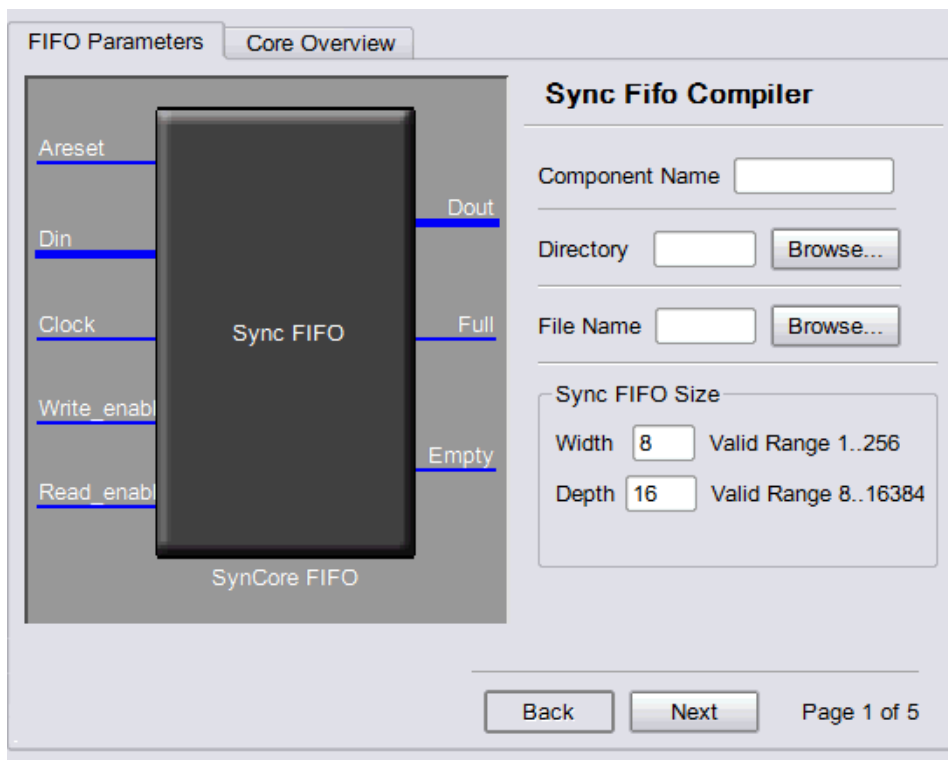 FIFO Parameters
Core Overview
Areset
Din
Clock
Write_enabl
Read_enabl
Sync FIFO
Dout
Full
Empty
SynCore FIFO
Sync Fifo Compiler
Component Name
Directory Browse...
File Name Browse...
Sync FIFO Size
Width 8 Valid Range 1..256
Depth 16 Valid Range 8..16384
Back Next Page 1 of 5